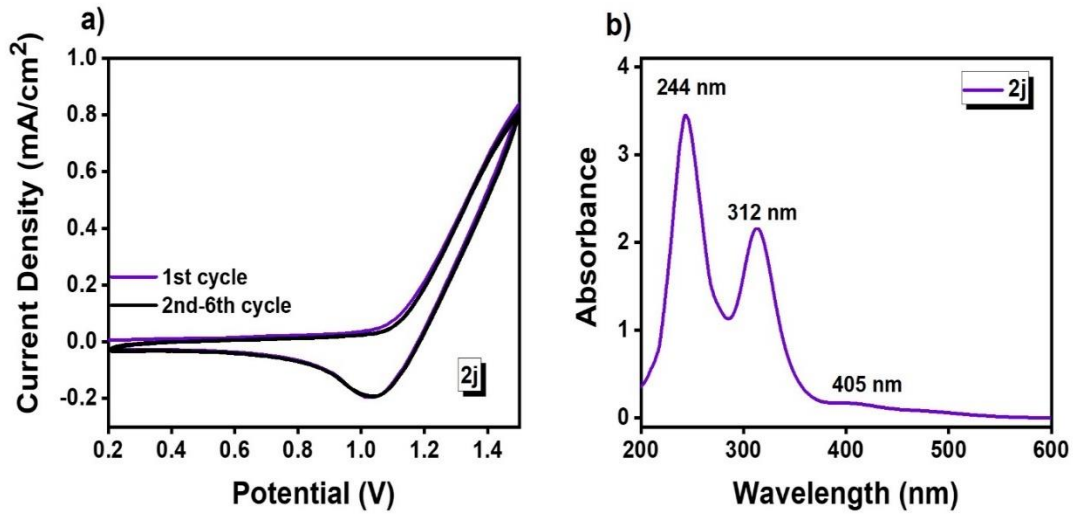 a)
Current Density (mA/cm²)
1.0
0.8
0.6
0.4
0.2
0.0
-0.2
1st cycle
2nd-6th cycle
2j
0.2 0.4 0.6 0.8 1.0 1.2 1.4
Potential (V)
b)
Absorbance
4
3
2
1
0
244 nm
2j
312 nm
405 nm
200 300 400 500 600
Wavelength (nm)